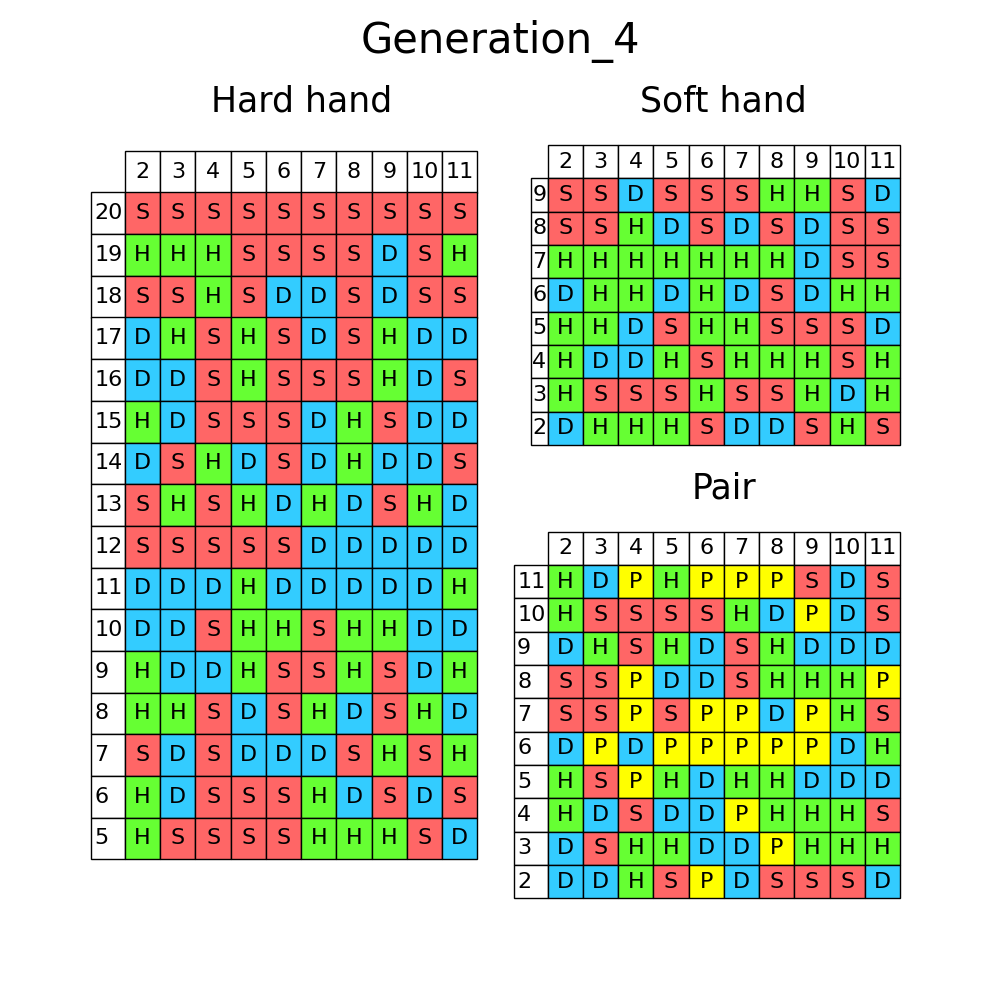 Generation_4
Hard hand
2 3 4 5 6 7 8 9 10 11
20 S S S S S S S S S S
19 H H H S S S S D S H
18 S S H S D D S D S S
17 D H S H S D S H D D
16 D D S H S S S H D S
15 H D S S S D H S D D
14 D S H D S D H D D S
13 S H S H D H D S H D
12 S S S S S D D D D D
11 D D D H D D D D D H
10 D D S H H S H H D D
9 H D D H S S H S D H
8 H H S D S H D S H D
7 S D S D D D S H S H
6 H D S S S H D S D S
5 H S S S S H H H S D
Soft hand
2 3 4 5 6 7 8 9 10 11
9 S S D S S S H H S D
8 S S H D S D S D S S
7 H H H H H H H D S S
6 D H H D H D S D H H
5 H H D S H H S S S D
4 H D D H S H H H S H
3 H S S S H S S H D H
2 D H H H S D D S H S
Pair
2 3 4 5 6 7 8 9 10 11
11 H D P H P P P S D S
10 H S S S S H D P D S
9 D H S H D S H D D D
8 S S P D D S H H H P
7 S S P S P P D P H S
6 D P D P P P P P D H
5 H S P H D H H D D D
4 H D S D D P H H H S
3 D S H H D D P H H H
2 D D H S P D S S S D